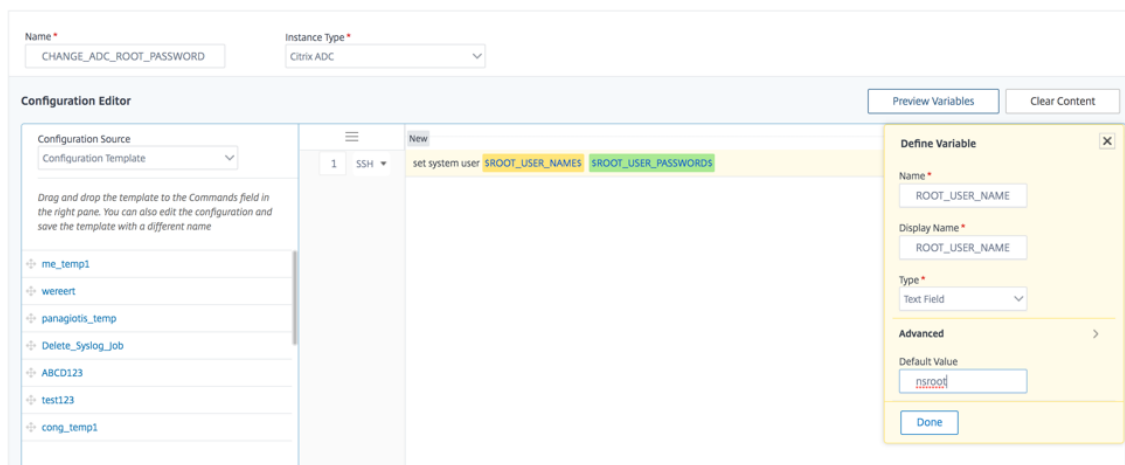 Name*
Instance Type*
CHANGE_ADC_ROOT_PASSWORD
Citrix ADC
Configuration Editor
Preview Variables
Clear Content
Configuration Source
Configuration Template
Drag and drop the template to the Commands field in
the right pane. You can also edit the configuration and
save the template with a different name
me_temp1
wereert
panagiotis_temp
Delete_Syslog_Job
ABCD123
test123
cong_temp1
New
1 SSH set system user $ROOT_USER_NAME$ $ROOT_USER_PASSWORD$
Define Variable
Name*
ROOT_USER_NAME
Display Name*
ROOT_USER_NAME
Type*
Text Field
Advanced
Default Value
nsroot
Done